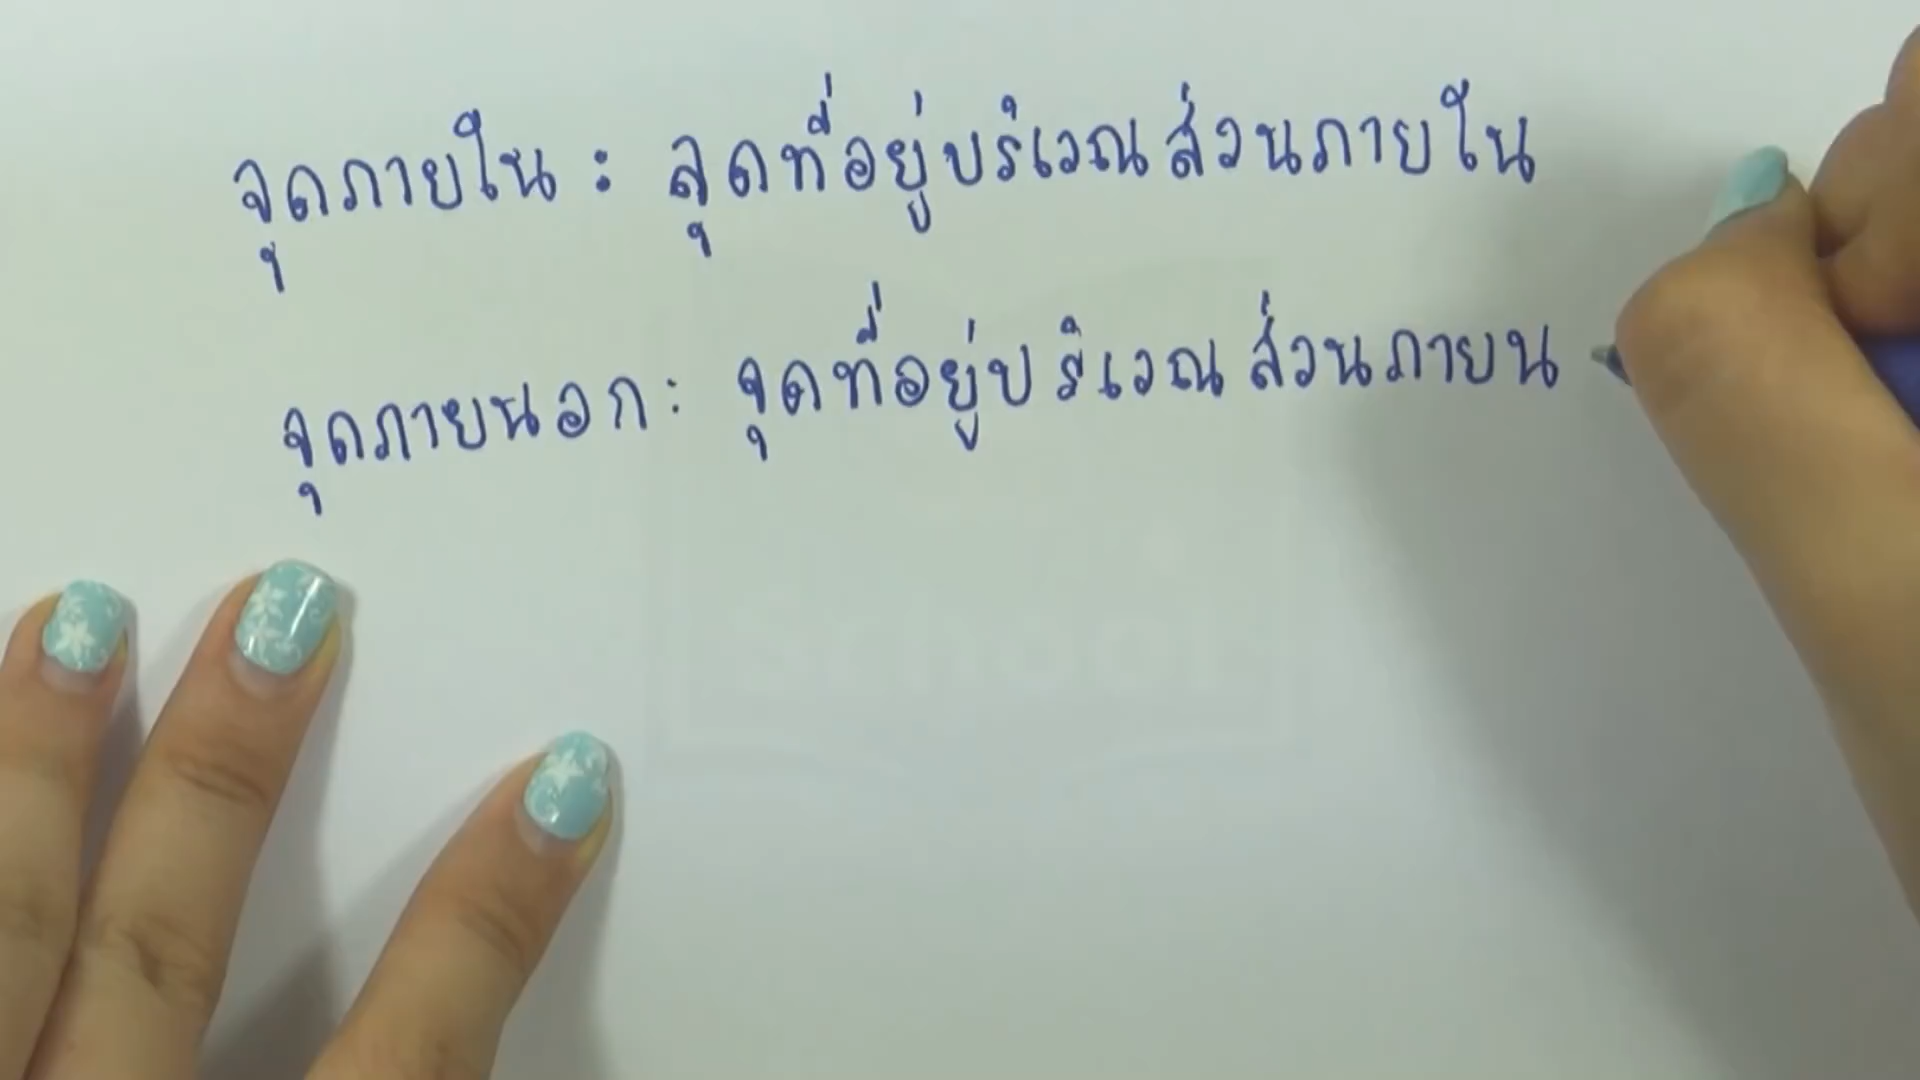 จุดภายใน : ลุดที่อยู่บริเวณส่วนภายใน
จุดภายนอก : จุดที่อยู่บริเวณส่วนภายน